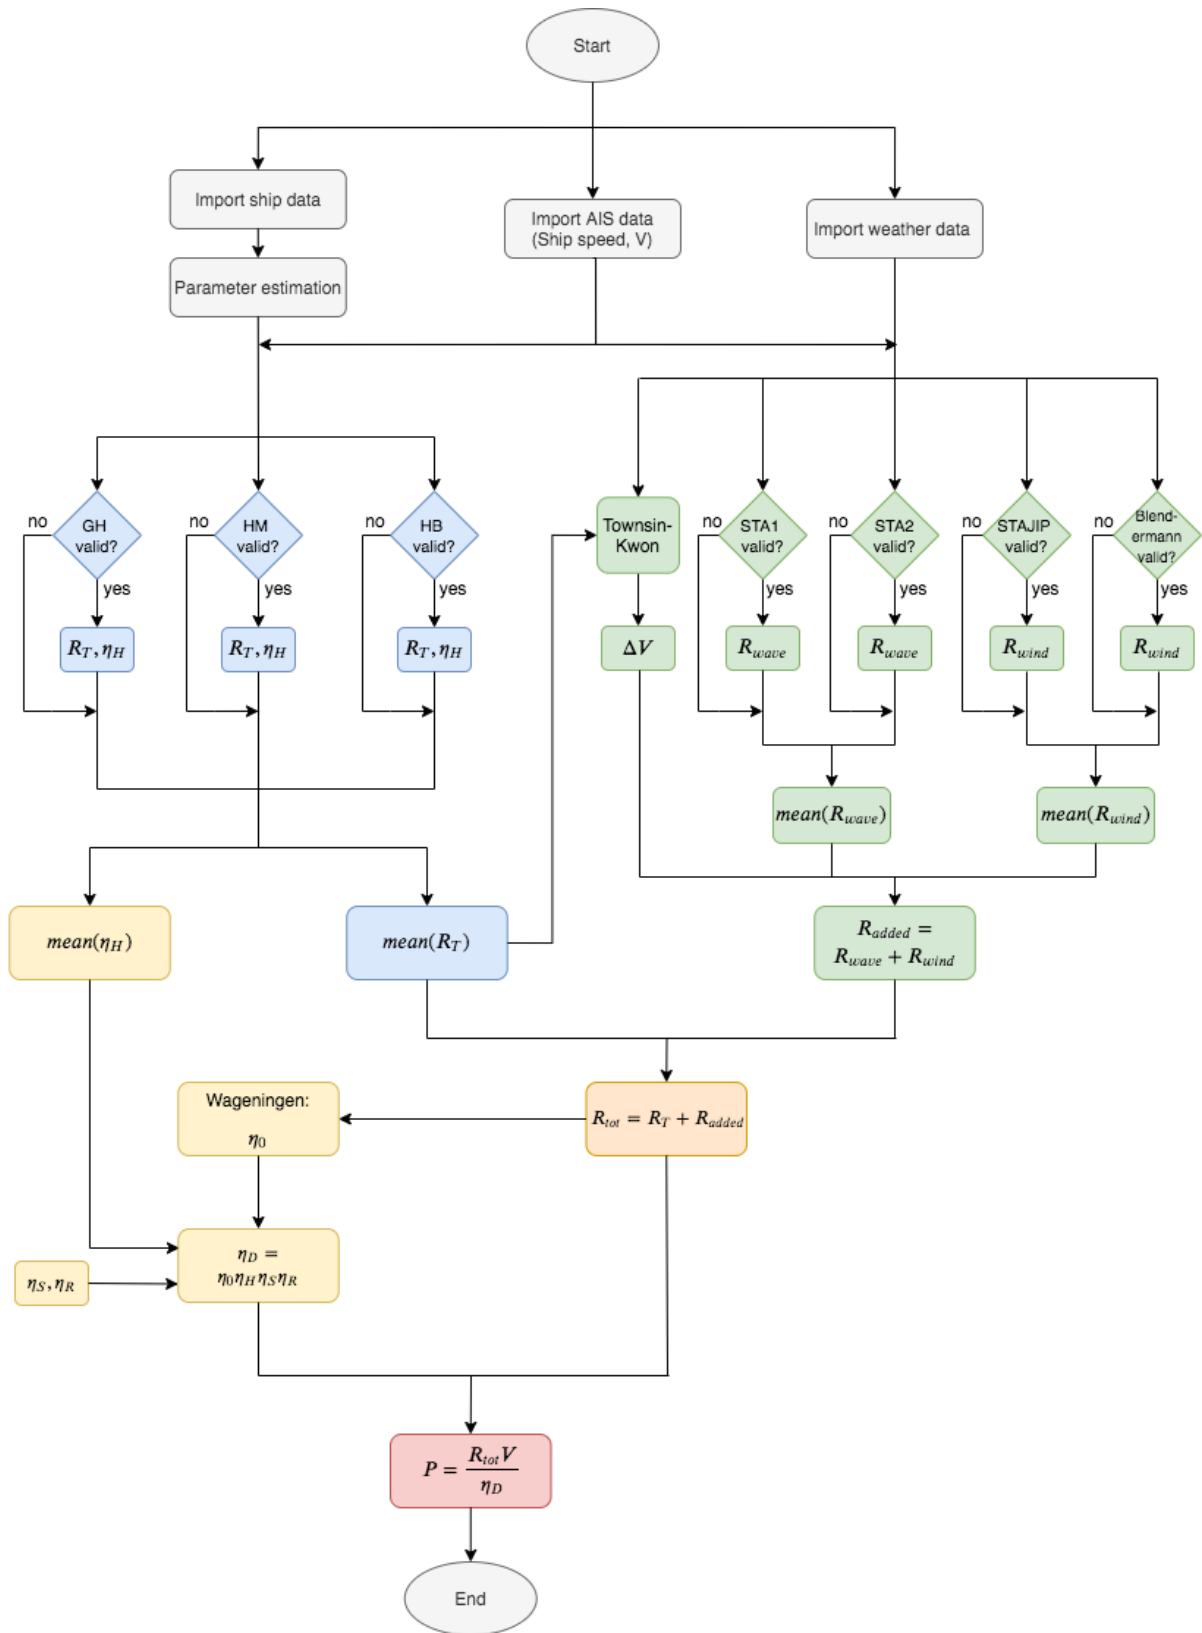 Start
Import ship data
Import AIS data
(Ship speed, V)
Import weather data
Parameter estimation
no
GH
valid?
yes
no
HM
valid?
yes
no
HB
valid?
yes
Townsin-
Kwon
no
STA1
valid?
yes
no
STA2
valid?
yes
no
STAJIP
valid?
yes
no
Blend-
ermann
valid?
yes
R_T, η_H
R_T, η_H
R_T, η_H
ΔV
R_wave
R_wave
R_wind
R_wind
mean(R_wave)
mean(R_wind)
mean(η_H)
mean(R_T)
R_added =
R_wave + R_wind
Wageningen:
η_0
R_tot = R_T + R_added
η_D =
η_0η_Hη_Sη_R
η_S, η_R
P = R_tot V / η_D
End